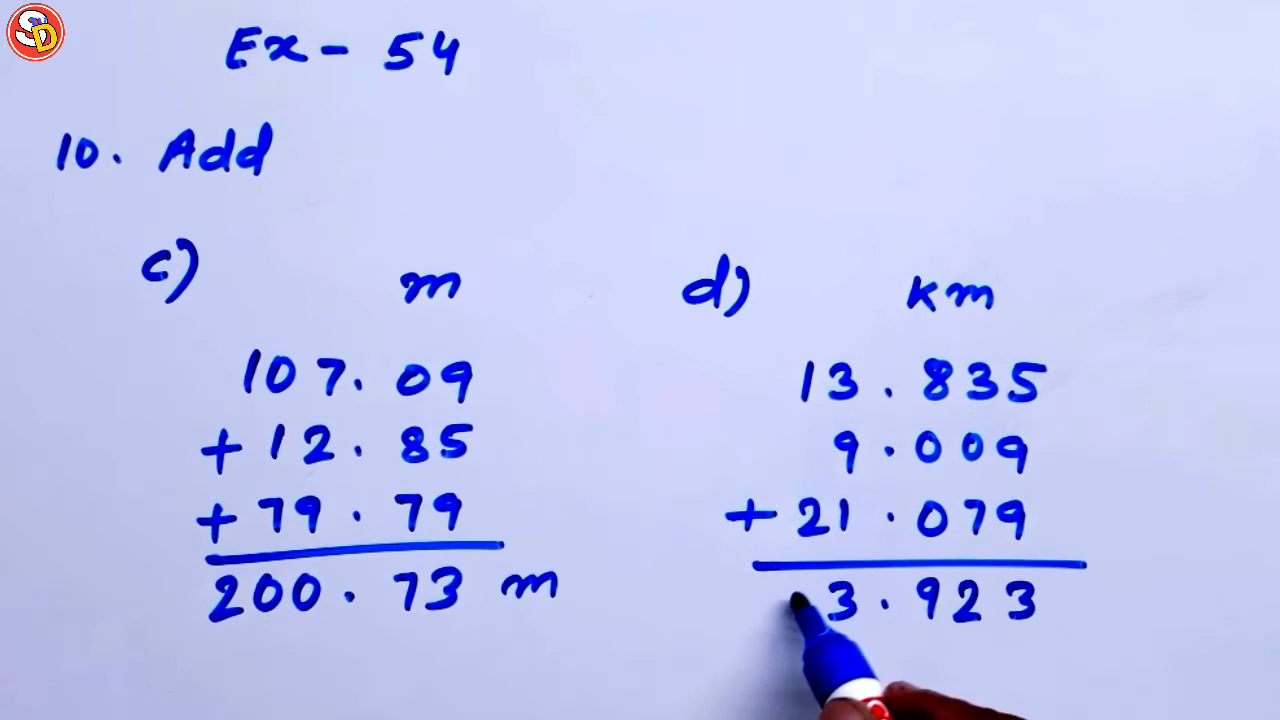 SD
Ex - 54
10. Add
c) m
107.09
+ 12.85
+ 79.79
200.73 m
d) km
13.835
9.009
+ 21.079
3.923